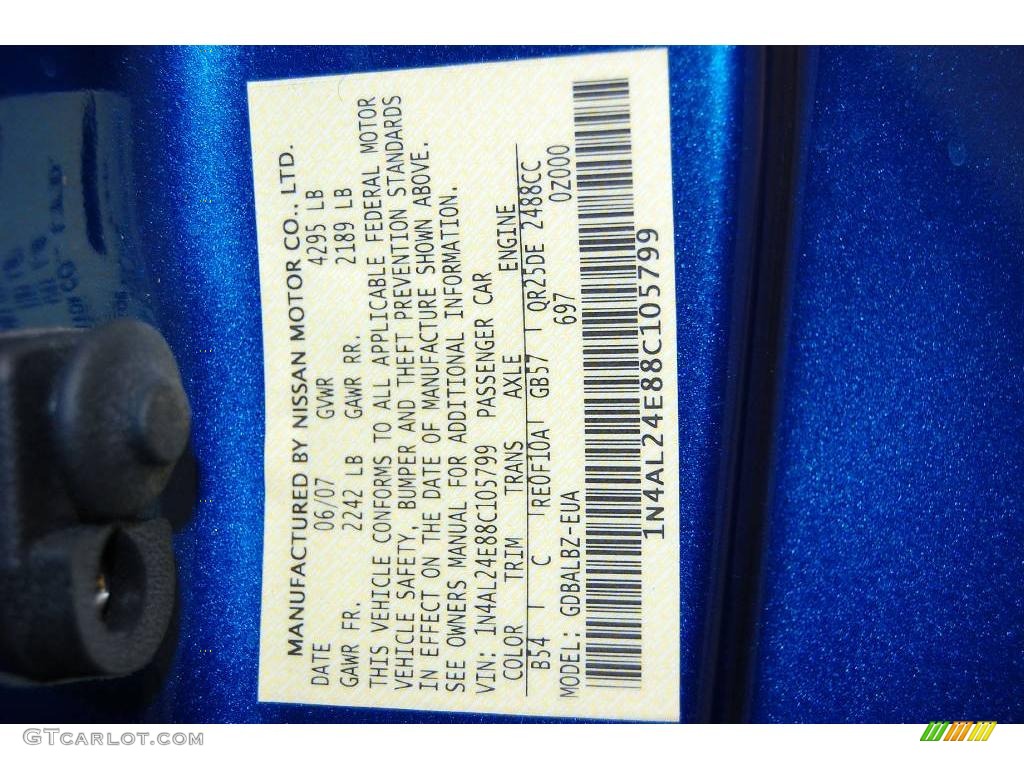 MANUFACTURED BY NISSAN MOTOR CO., LTD.
DATE 06/07 GVWR 4295 LB
GAWR FR. 2242 LB GAWR RR. 2189 LB
THIS VEHICLE CONFORMS TO ALL APPLICABLE FEDERAL MOTOR
VEHICLE SAFETY, BUMPER AND THEFT PREVENTION STANDARDS
IN EFFECT ON THE DATE OF MANUFACTURE SHOWN ABOVE.
SEE OWNERS MANUAL FOR ADDITIONAL INFORMATION.
VIN: 1N4AL24E88C105799 PASSENGER CAR
COLOR TRIM TRANS AXLE ENGINE
B54 C RE0F10A GB57 QR25DE 2488CC
MODEL: GDBALBZ-EUA 697 0Z000
1N4AL24E88C105799
GTCARLOT.COM